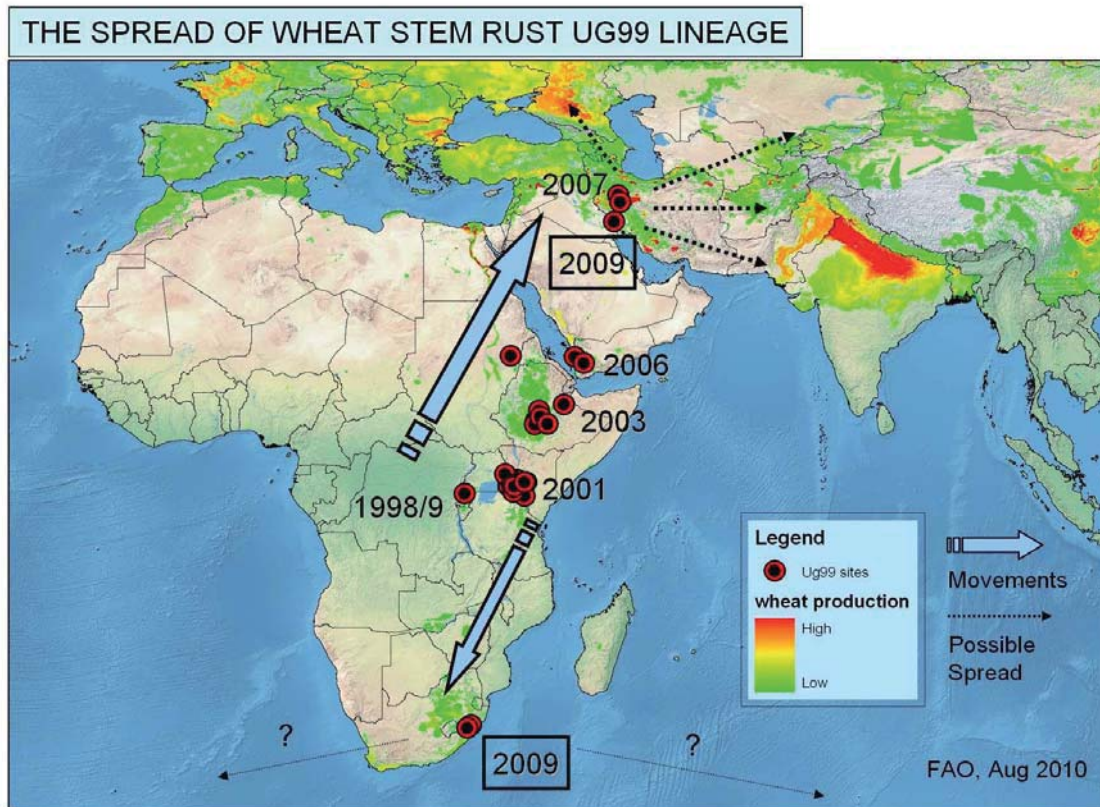 THE SPREAD OF WHEAT STEM RUST UG99 LINEAGE
2007
2009
2006
2003
2001
1998/9
Legend
Ug99 sites
wheat production
High
Low
Movements
Possible
Spread
?
?
2009
FAO, Aug 2010